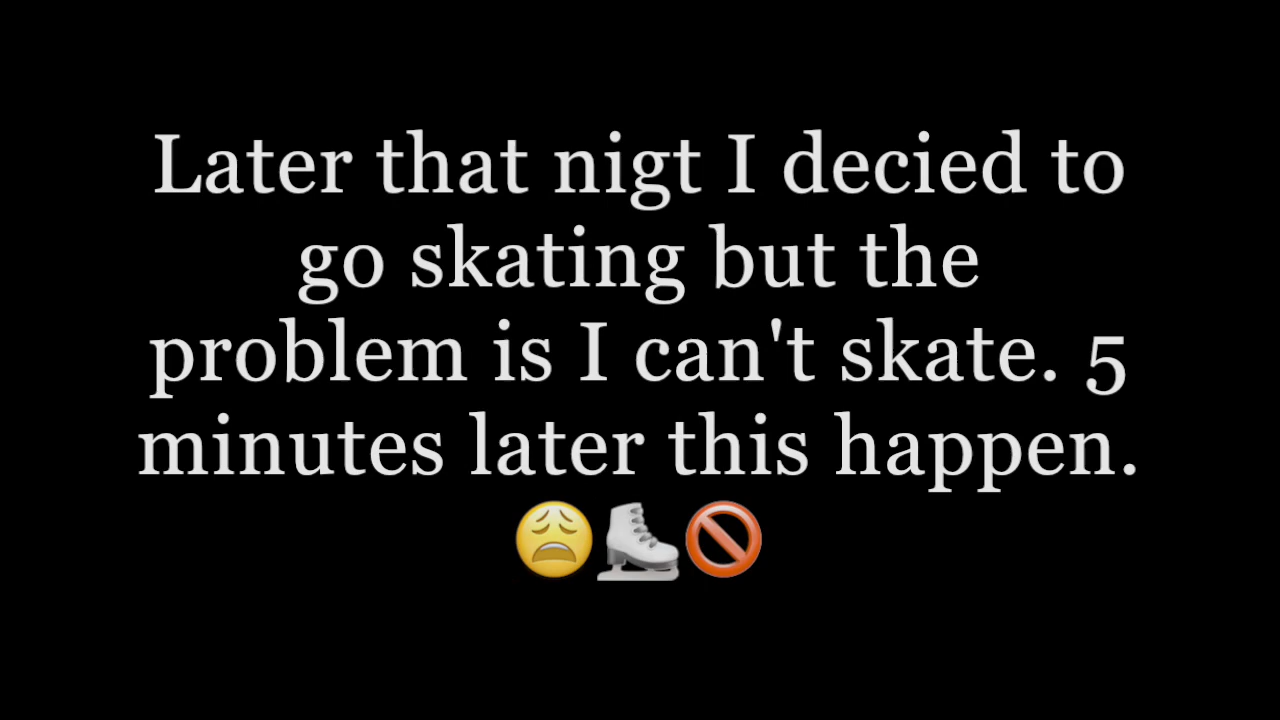 Later that nigt I decied to
go skating but the
problem is I can't skate. 5
minutes later this happen.
😩⛸️🚫